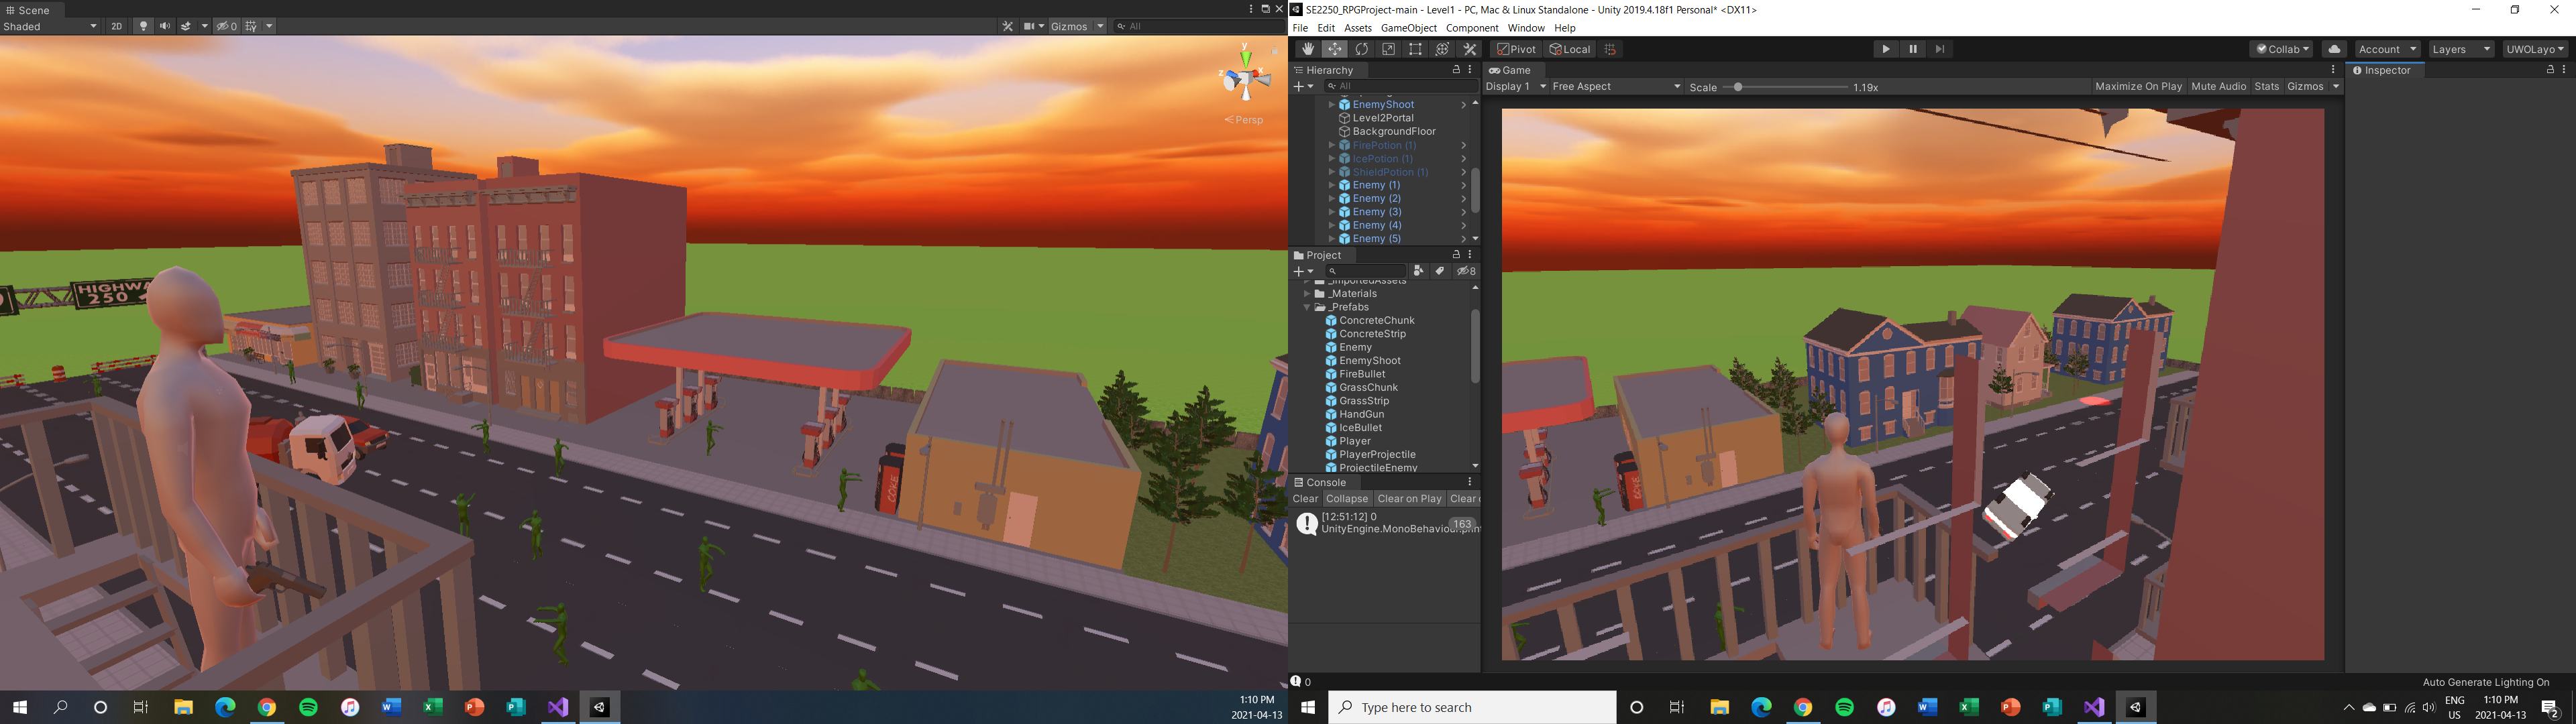 Scene
Shaded
2D
0
Gizmos
All
y
z
x
Persp
HIGHWAY
250
COKE
1:10 PM
2021-04-13
SE2250_RPGProject-main - Level1 - PC, Mac & Linux Standalone - Unity 2019.4.18f1 Personal* <DX11>
File Edit Assets GameObject Component Window Help
Pivot Local
Collab Account Layers UWOLayo
Hierarchy
All
EnemyShoot
Level2Portal
BackgroundFloor
FirePotion (1)
IcePotion (1)
ShieldPotion (1)
Enemy (1)
Enemy (2)
Enemy (3)
Enemy (4)
Enemy (5)
Project
8
_ImportedAssets
_Materials
_Prefabs
ConcreteChunk
ConcreteStrip
Enemy
EnemyShoot
FireBullet
GrassChunk
GrassStrip
HandGun
IceBullet
Player
PlayerProjectile
ProjectileEnemy
Console
Clear Collapse Clear on Play Clear
[12:51:12] 0
UnityEngine.MonoBehaviour:print
163
0
Game
Display 1 Free Aspect Scale 1.19x Maximize On Play Mute Audio Stats Gizmos
COKE
Inspector
Auto Generate Lighting On
Type here to search
ENG
US
1:10 PM
2021-04-13
2